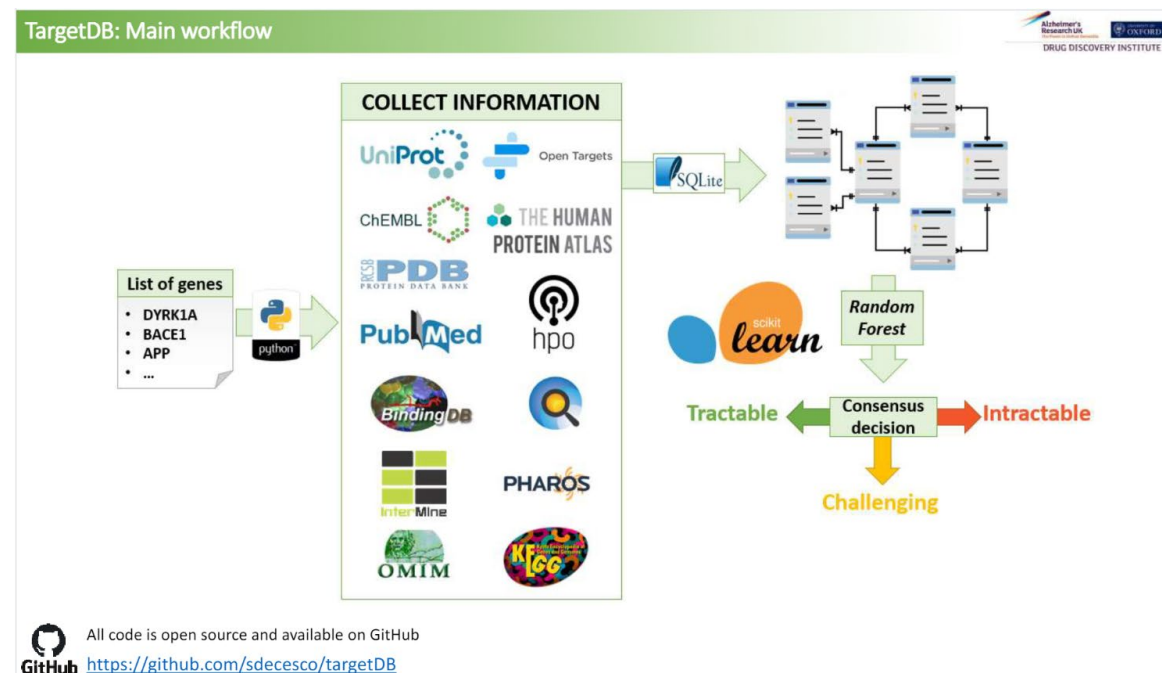 TargetDB: Main workflow
Alzheimer's
Research UK
UNIVERSITY OF
OXFORD
DRUG DISCOVERY INSTITUTE
List of genes
• DYRK1A
• BACE1
• APP
• ...
python
COLLECT INFORMATION
UniProt
Open Targets
ChEMBL
THE HUMAN
PROTEIN ATLAS
RCSB
PDB
PROTEIN DATA BANK
PubMed
hpo
BindingDB
InterMine
PHAROS
OMIM
KEGG
SQLite
scikit
learn
Random
Forest
Consensus
decision
Tractable
Intractable
Challenging
GitHub
All code is open source and available on GitHub
https://github.com/sdecesco/targetDB